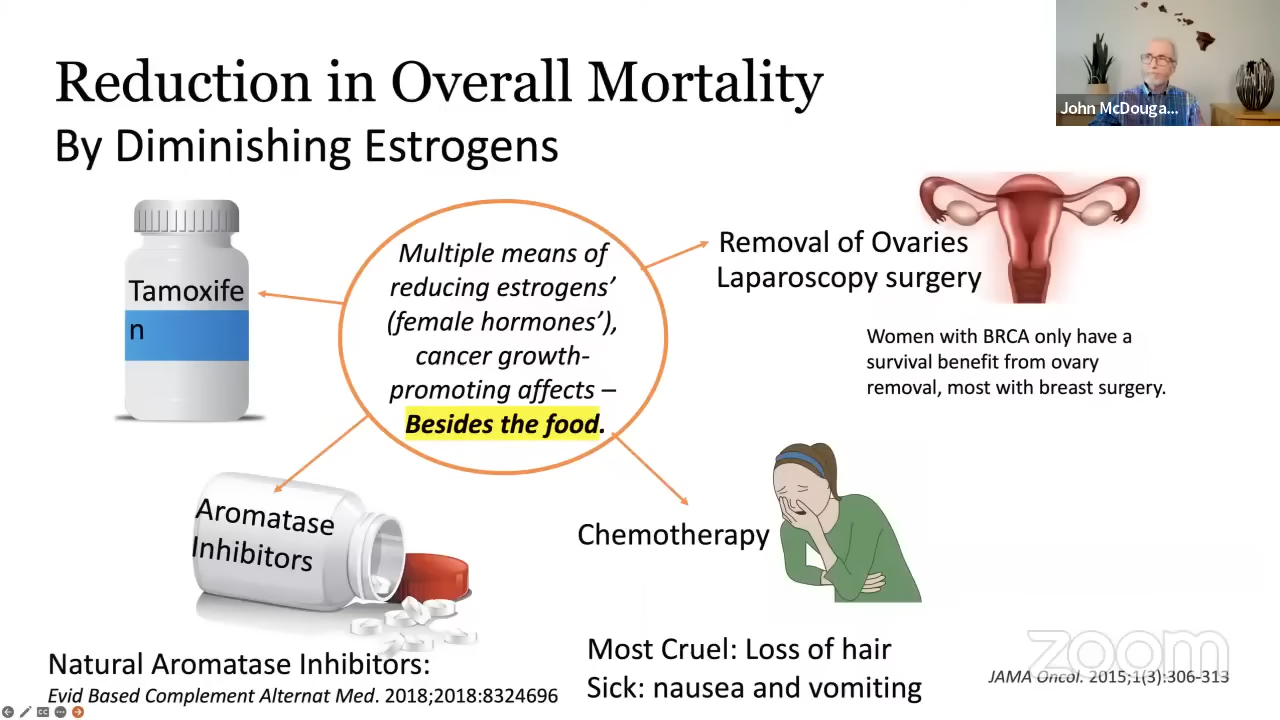 Reduction in Overall Mortality
By Diminishing Estrogens
John McDouga...
Tamoxife
n
Multiple means of
reducing estrogens’
(female hormones’),
cancer growth-
promoting affects –
Besides the food.
Removal of Ovaries
Laparoscopy surgery
Women with BRCA only have a
survival benefit from ovary
removal, most with breast surgery.
Aromatase
Inhibitors
Chemotherapy
Natural Aromatase Inhibitors:
Evid Based Complement Alternat Med. 2018;2018:8324696
Most Cruel: Loss of hair
Sick: nausea and vomiting
zoom
JAMA Oncol. 2015;1(3):306-313
CC